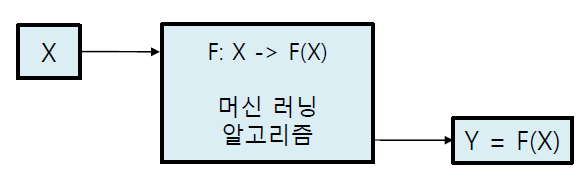 X
F: X -> F(X)
머신 러닝
알고리즘
Y = F(X)